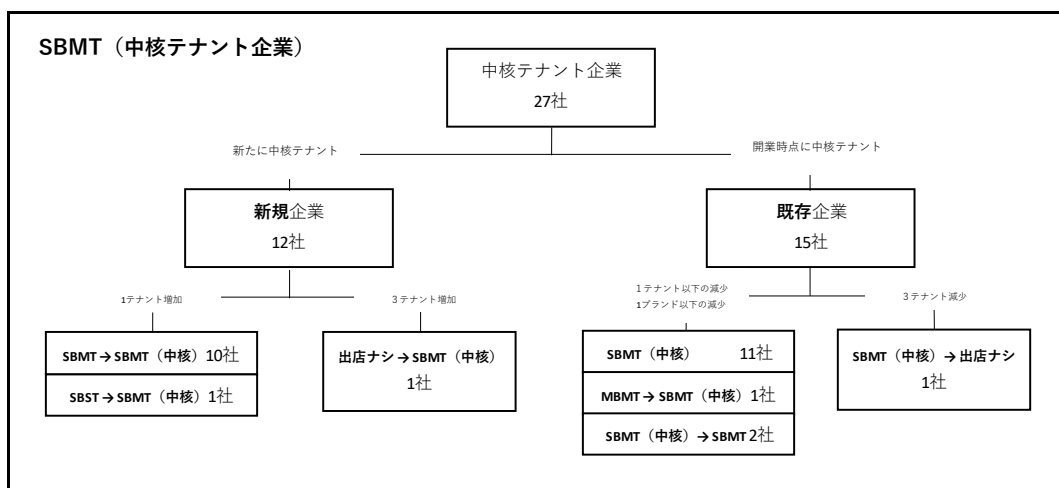 SBMT（中核テナント企業）
中核テナント企業
27社
新たに中核テナント
開業時点に中核テナント
新規企業
12社
既存企業
15社
1テナント増加
３テナント増加
１テナント以下の減少
1ブランド以下の減少
３テナント減少
SBMT→SBMT（中核）10社
SBST→SBMT（中核）1社
出店ナシ→SBMT（中核）
1社
SBMT（中核） 11社
MBMT→SBMT（中核）1社
SBMT（中核）→SBMT 2社
SBMT（中核）→出店ナシ
1社